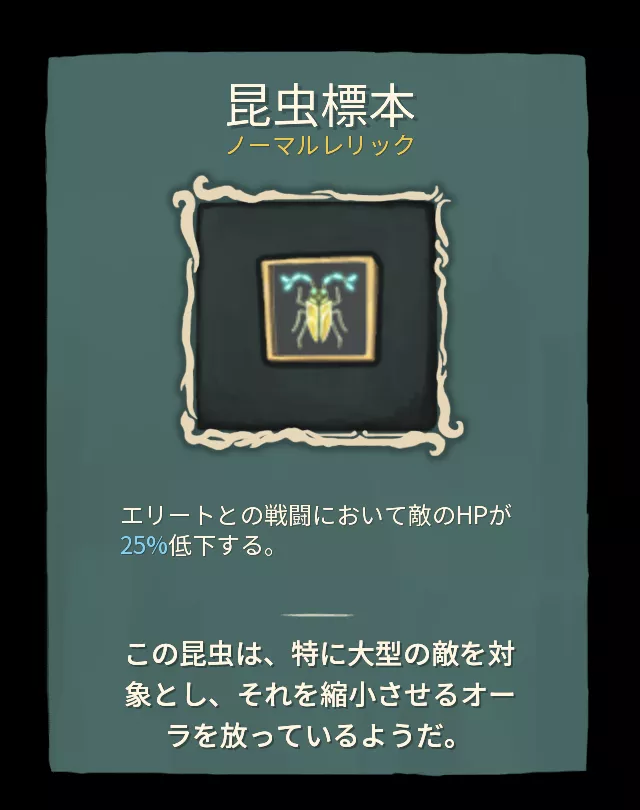 昆虫標本
ノーマルレリック
エリートとの戦闘において敵のHPが
25%低下する。
この昆虫は、特に大型の敵を対
象とし、それを縮小させるオー
ラを放っているようだ。